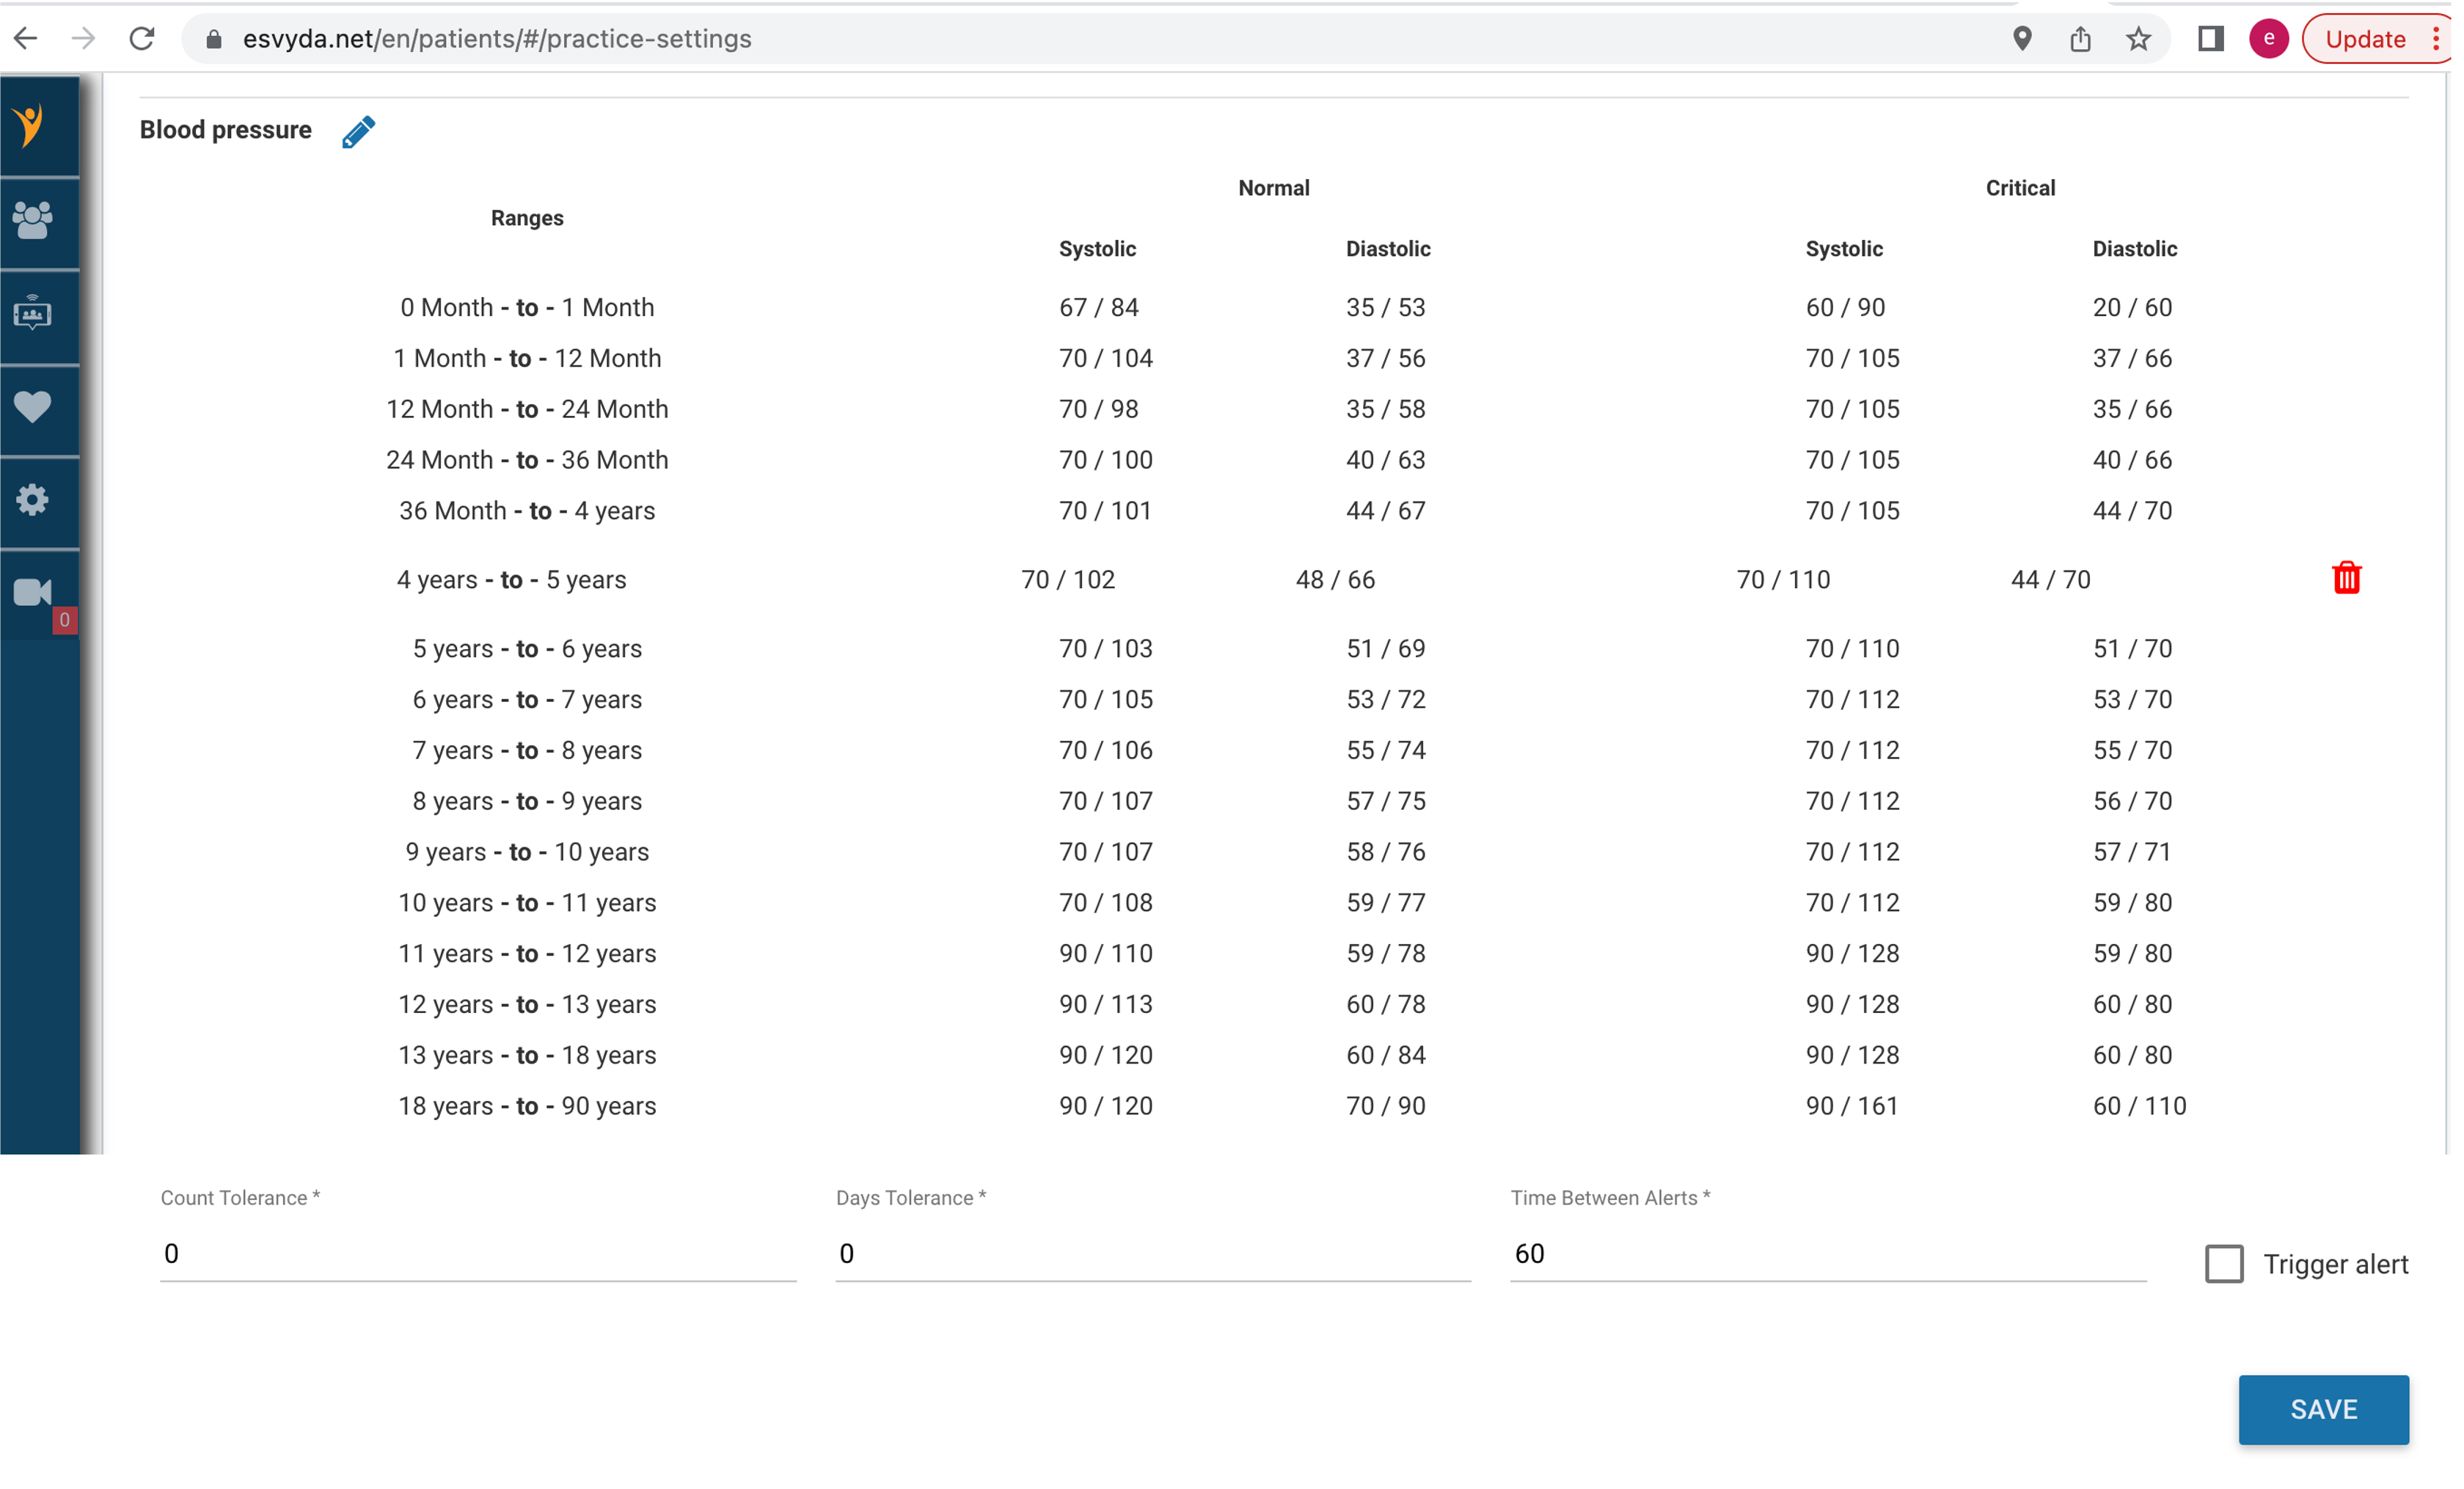 esvyda.net/en/patients/#/practice-settings
e
Update
Blood pressure
Normal Critical
Ranges
Systolic Diastolic Systolic Diastolic
0 Month - to - 1 Month 67 / 84 35 / 53 60 / 90 20 / 60
1 Month - to - 12 Month 70 / 104 37 / 56 70 / 105 37 / 66
12 Month - to - 24 Month 70 / 98 35 / 58 70 / 105 35 / 66
24 Month - to - 36 Month 70 / 100 40 / 63 70 / 105 40 / 66
36 Month - to - 4 years 70 / 101 44 / 67 70 / 105 44 / 70
4 years - to - 5 years 70 / 102 48 / 66 70 / 110 44 / 70
0
5 years - to - 6 years 70 / 103 51 / 69 70 / 110 51 / 70
6 years - to - 7 years 70 / 105 53 / 72 70 / 112 53 / 70
7 years - to - 8 years 70 / 106 55 / 74 70 / 112 55 / 70
8 years - to - 9 years 70 / 107 57 / 75 70 / 112 56 / 70
9 years - to - 10 years 70 / 107 58 / 76 70 / 112 57 / 71
10 years - to - 11 years 70 / 108 59 / 77 70 / 112 59 / 80
11 years - to - 12 years 90 / 110 59 / 78 90 / 128 59 / 80
12 years - to - 13 years 90 / 113 60 / 78 90 / 128 60 / 80
13 years - to - 18 years 90 / 120 60 / 84 90 / 128 60 / 80
18 years - to - 90 years 90 / 120 70 / 90 90 / 161 60 / 110
Count Tolerance * Days Tolerance * Time Between Alerts *
0 0 60 Trigger alert
SAVE